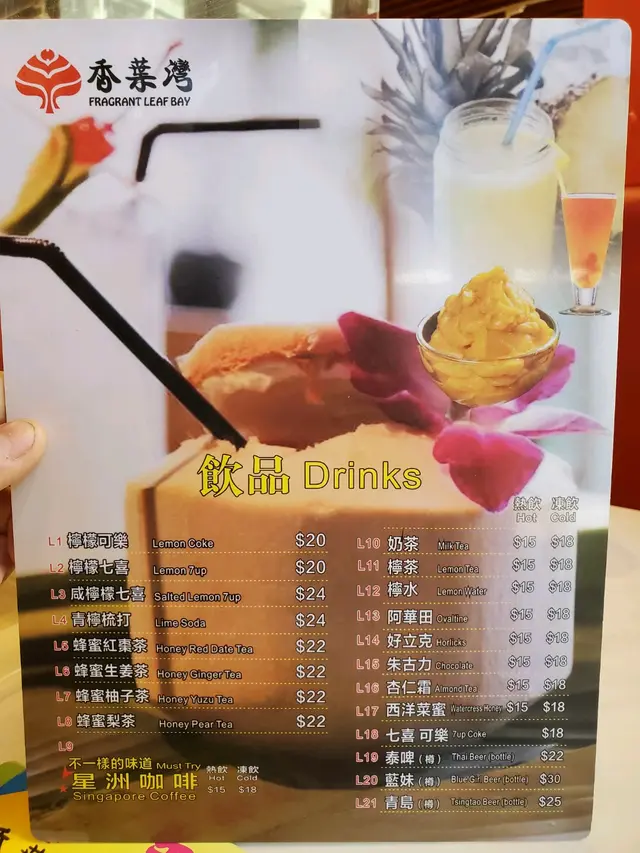 香葉灣
FRAGRANT LEAF BAY
飲品 Drinks
L1 檸檬可樂 Lemon Coke $20
L2 檸檬七喜 Lemon 7up $20
L3 咸檸檬七喜 Salted Lemon 7up $24
L4 青檸梳打 Lime Soda $24
L5 蜂蜜紅棗茶 Honey Red Date Tea $22
L6 蜂蜜生姜茶 Honey Ginger Tea $22
L7 蜂蜜柚子茶 Honey Yuzu Tea $22
L8 蜂蜜梨茶 Honey Pear Tea $22
L9
不一樣的味道 Must Try
星洲咖啡 熱飲 凍飲
Hot Cold
Singapore Coffee $15 $18
熱飲 凍飲
Hot Cold
L10 奶茶 Milk Tea $15 $18
L11 檸茶 Lemon Tea $15 $18
L12 檸水 Lemon Water $15 $18
L13 阿華田 Ovaltine $15 $18
L14 好立克 Horlicks $15 $18
L15 朱古力 Chocolate $15 $18
L16 杏仁霜 Almond Tea $15 $18
L17 西洋菜蜜 Watercress Honey $15 $18
L18 七喜 可樂 7up Coke $18
L19 泰啤 (樽) Thai Beer (bottle) $22
L20 藍妹 (樽) Blue G. Beer (bottle) $30
L21 青島 (樽) Tsingtao Beer (bottle) $25